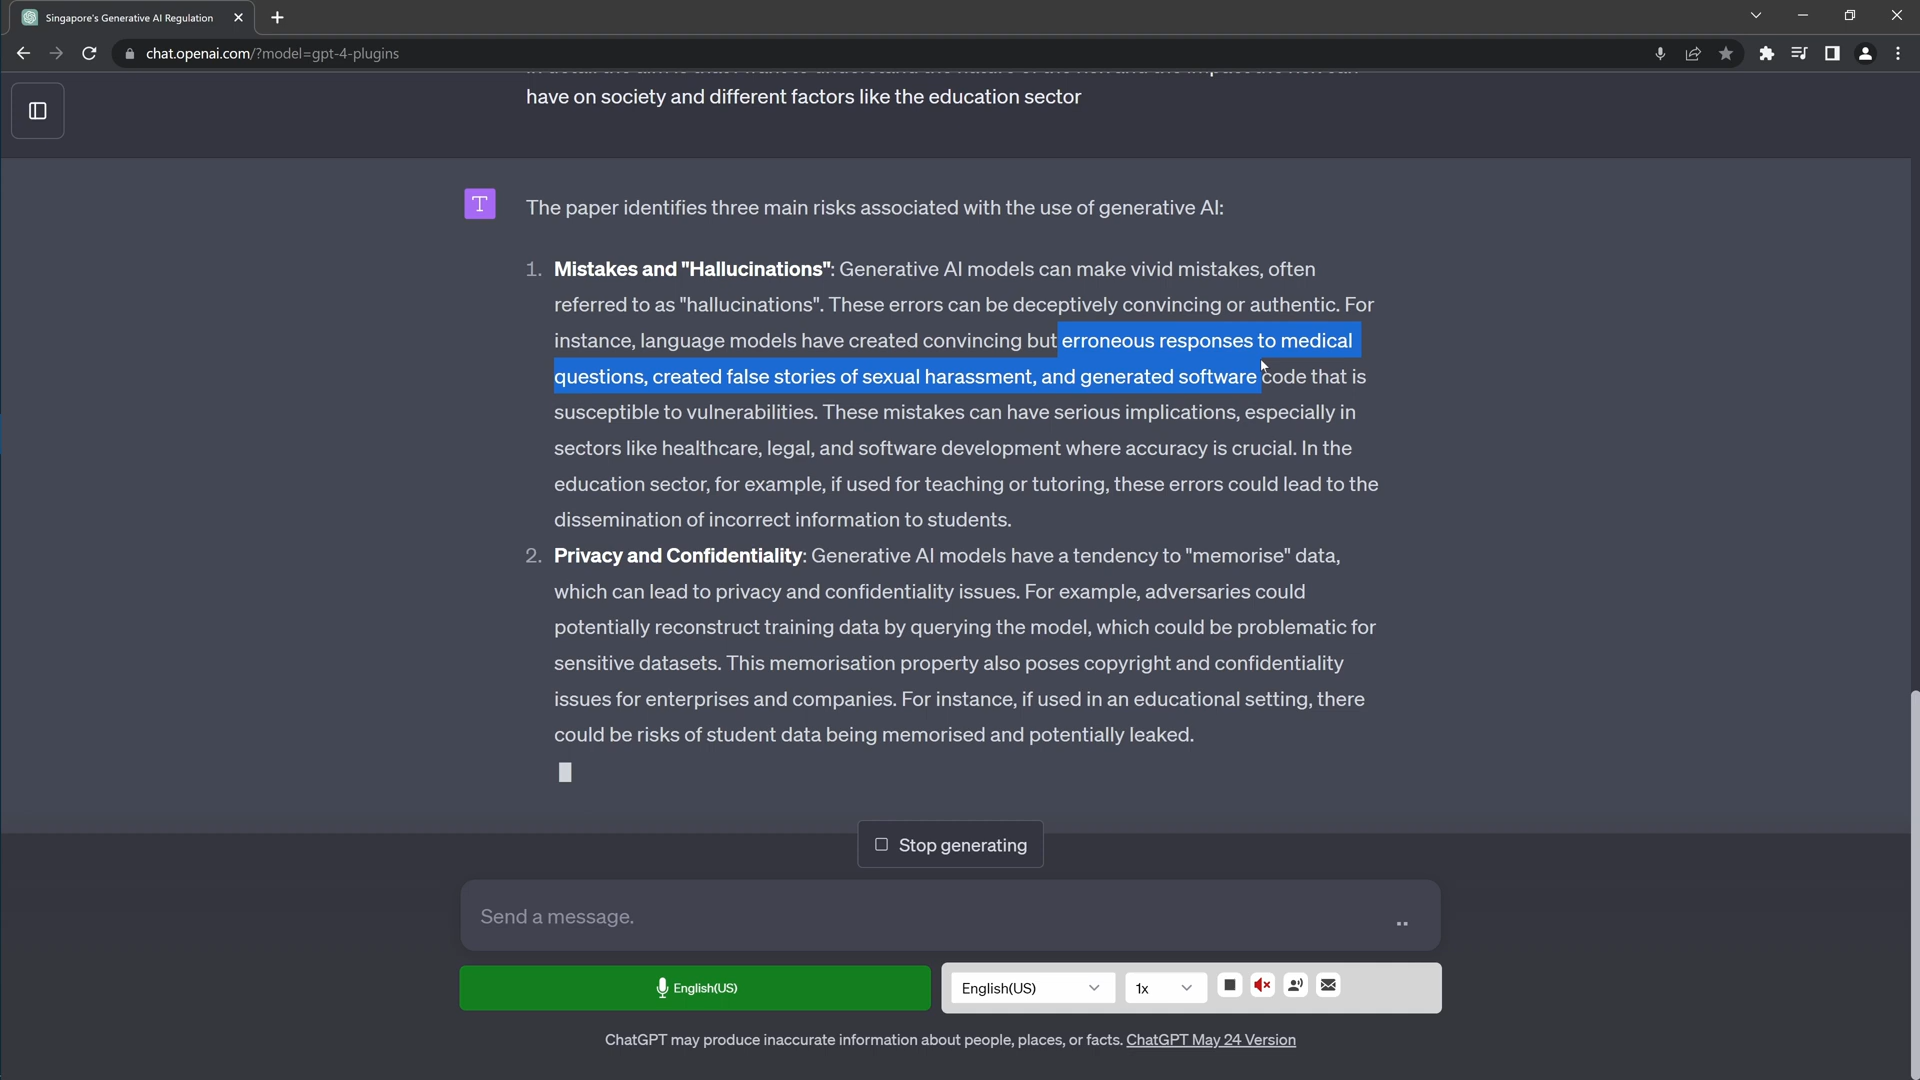 Singapore's Generative AI Regulation
chat.openai.com/?model=gpt-4-plugins
have on society and different factors like the education sector
T
The paper identifies three main risks associated with the use of generative AI:
1. Mistakes and "Hallucinations": Generative AI models can make vivid mistakes, often
referred to as "hallucinations". These errors can be deceptively convincing or authentic. For
instance, language models have created convincing but erroneous responses to medical
questions, created false stories of sexual harassment, and generated software code that is
susceptible to vulnerabilities. These mistakes can have serious implications, especially in
sectors like healthcare, legal, and software development where accuracy is crucial. In the
education sector, for example, if used for teaching or tutoring, these errors could lead to the
dissemination of incorrect information to students.
2. Privacy and Confidentiality: Generative AI models have a tendency to "memorise" data,
which can lead to privacy and confidentiality issues. For example, adversaries could
potentially reconstruct training data by querying the model, which could be problematic for
sensitive datasets. This memorisation property also poses copyright and confidentiality
issues for enterprises and companies. For instance, if used in an educational setting, there
could be risks of student data being memorised and potentially leaked.
Stop generating
Send a message.
English(US)
English(US)
1x
ChatGPT may produce inaccurate information about people, places, or facts. ChatGPT May 24 Version